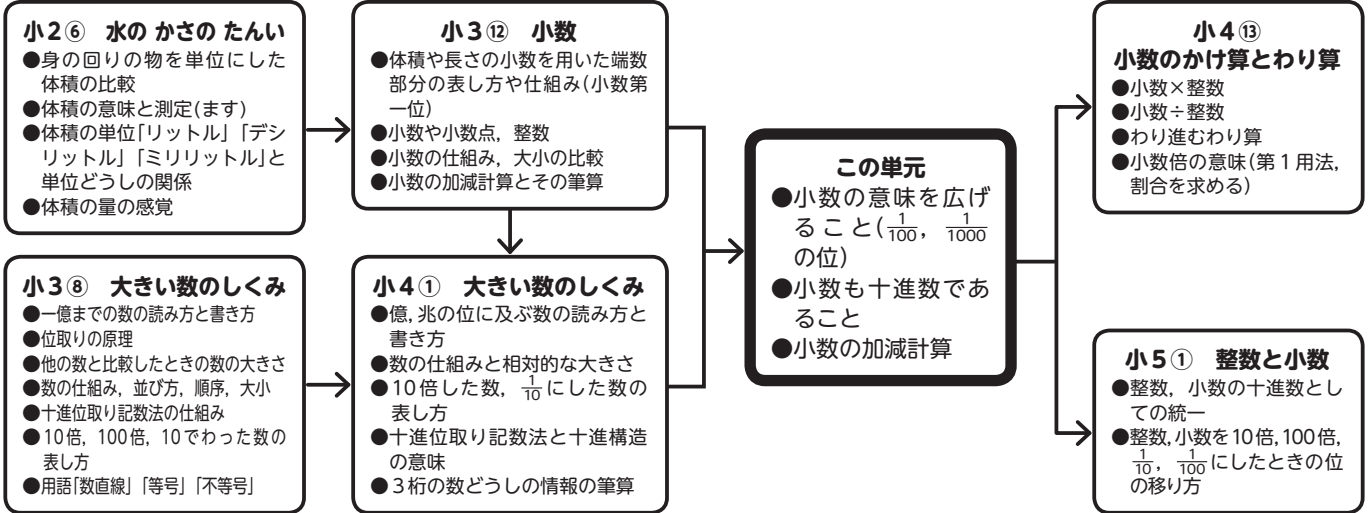 小2⑥ 水の かさの たんい
●身の回りの物を単位にした
体積の比較
●体積の意味と測定(ます)
●体積の単位「リットル」「デシ
リットル」「ミリリットル」と
単位どうしの関係
●体積の量の感覚
小3⑧ 大きい数のしくみ
●一億までの数の読み方と書き方
●位取りの原理
●他の数と比較したときの数の大きさ
●数の仕組み，並び方，順序，大小
●十進位取り記数法の仕組み
●10倍，100倍，10でわった数の
表し方
●用語「数直線」「等号」「不等号」
小3⑫ 小数
●体積や長さの小数を用いた端数
部分の表し方や仕組み(小数第
一位)
●小数や小数点，整数
●小数の仕組み，大小の比較
●小数の加減計算とその筆算
小4① 大きい数のしくみ
●億，兆の位に及ぶ数の読み方と
書き方
●数の仕組みと相対的な大きさ
●10倍した数，1/10にした数の
表し方
●十進位取り記数法と十進構造
の意味
●3桁の数どうしの情報の筆算
この単元
●小数の意味を広げ
ること(1/100，1/1000
の位)
●小数も十進数であ
ること
●小数の加減計算
小4⑬
小数のかけ算とわり算
●小数×整数
●小数÷整数
●わり進むわり算
●小数倍の意味(第1用法，
割合を求める)
小5① 整数と小数
●整数，小数の十進数とし
ての統一
●整数，小数を10倍，100倍，
1/10，1/100にしたときの位
の移り方